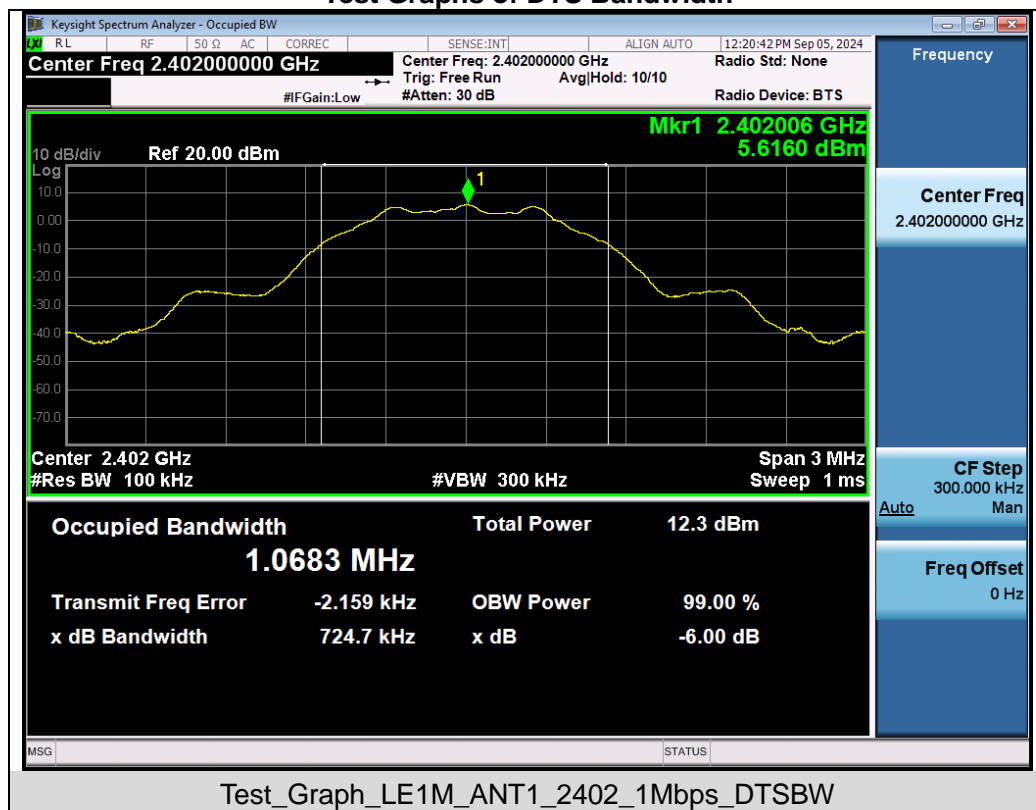 Test Graphs of DTS Bandwidth
Keysight Spectrum Analyzer - Occupied BW
LXI RL RF 50 Ω AC CORREC SENSE:INT ALIGN AUTO 12:20:42 PM Sep 05, 2024
Center Freq 2.402000000 GHz
Center Freq: 2.402000000 GHz Radio Std: None
Trig: Free Run Avg|Hold: 10/10
#IFGain:Low #Atten: 30 dB Radio Device: BTS
Frequency
Mkr1 2.402006 GHz
5.6160 dBm
10 dB/div Ref 20.00 dBm
Log
10.0
0.00
-10.0
-20.0
-30.0
-40.0
-50.0
-60.0
-70.0
1
Center 2.402 GHz Span 3 MHz
#Res BW 100 kHz #VBW 300 kHz Sweep 1 ms
Center Freq
2.402000000 GHz
CF Step
300.000 kHz
Auto Man
Freq Offset
0 Hz
Occupied Bandwidth Total Power 12.3 dBm
1.0683 MHz
Transmit Freq Error -2.159 kHz OBW Power 99.00 %
x dB Bandwidth 724.7 kHz x dB -6.00 dB
MSG STATUS
Test_Graph_LE1M_ANT1_2402_1Mbps_DTSBW